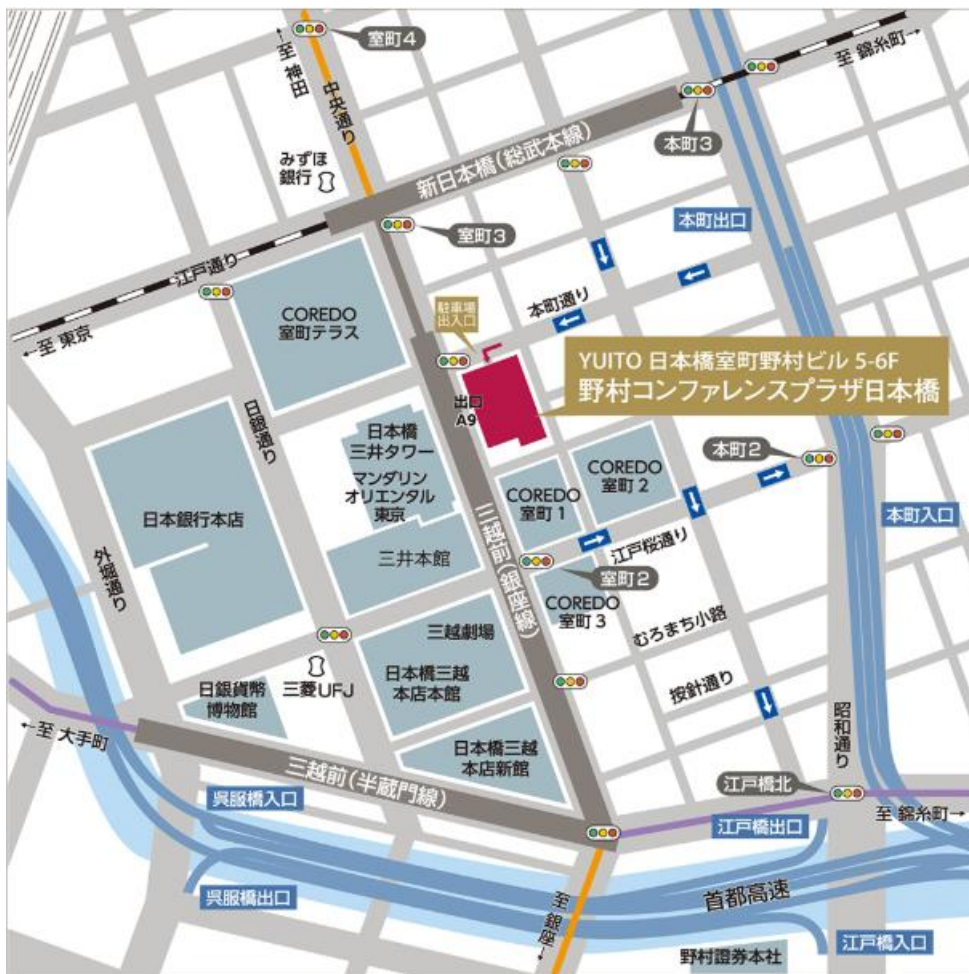 室町4
←至 神田
中央通り
至 錦糸町→
本町3
みずほ
銀行
新日本橋(総武本線)
室町3
本町出口
江戸通り
←至 東京
COREDO
室町テラス
駐車場
出入口
本町通り
YUITO 日本橋室町野村ビル 5-6F
野村コンファレンスプラザ日本橋
出口
A9
日銀通り
日本橋
三井タワー
マンダリン
オリエンタル
東京
COREDO
室町1
COREDO
室町2
本町2
本町入口
日本銀行本店
三井本館
三越前(銀座線)
江戸桜通り
室町2
外堀通り
COREDO
室町3
むろまち小路
三越劇場
日本橋三越
本店本館
三菱UFJ
日銀貨幣
博物館
按針通り
昭和通り
←至 大手町
三越前(半蔵門線)
日本橋三越
本店新館
江戸橋北
至 錦糸町→
呉服橋入口
江戸橋出口
首都高速
呉服橋出口
至 銀座→
江戸橋入口
野村證券本社